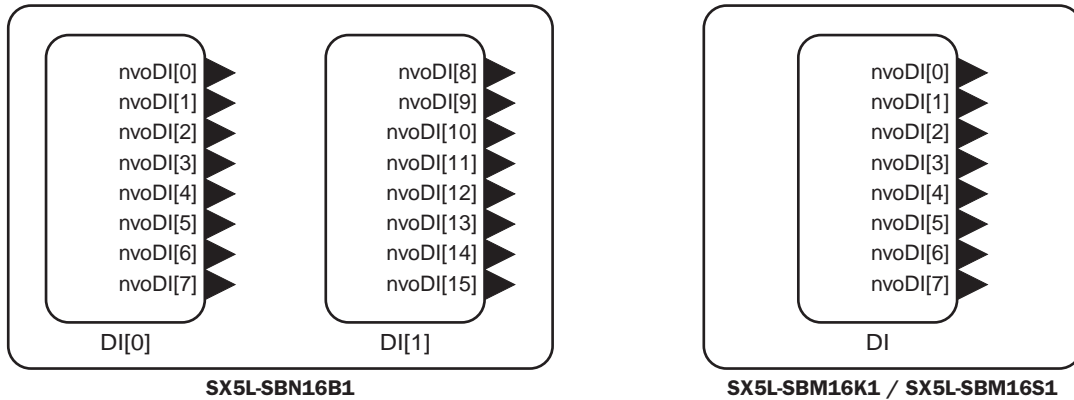 nvoDI[0]
nvoDI[1]
nvoDI[2]
nvoDI[3]
nvoDI[4]
nvoDI[5]
nvoDI[6]
nvoDI[7]
DI[0]
nvoDI[8]
nvoDI[9]
nvoDI[10]
nvoDI[11]
nvoDI[12]
nvoDI[13]
nvoDI[14]
nvoDI[15]
DI[1]
SX5L-SBN16B1
nvoDI[0]
nvoDI[1]
nvoDI[2]
nvoDI[3]
nvoDI[4]
nvoDI[5]
nvoDI[6]
nvoDI[7]
DI
SX5L-SBM16K1 / SX5L-SBM16S1